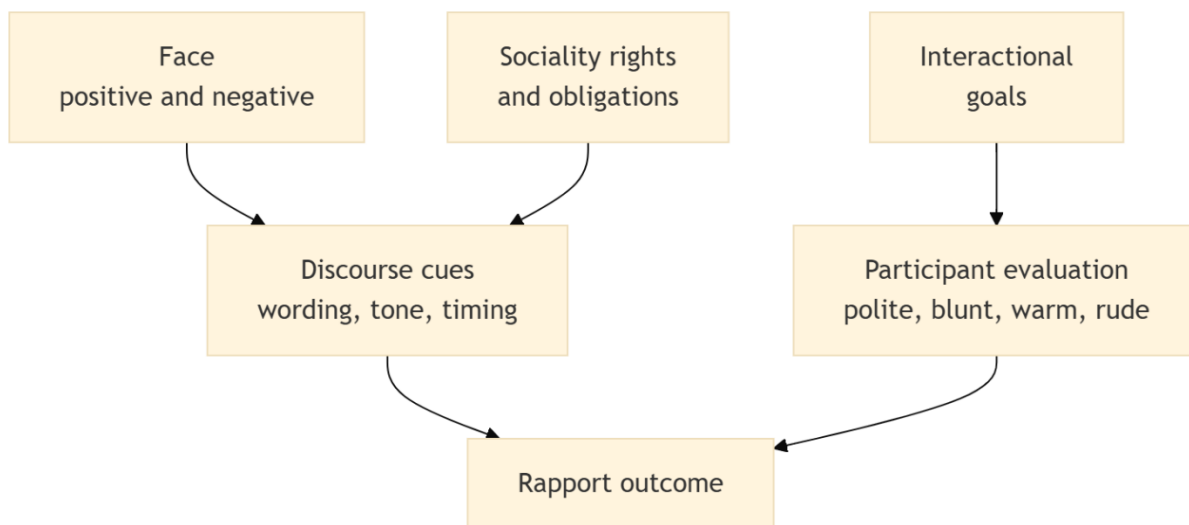 Face
positive and negative
Sociality rights
and obligations
Interactional
goals
Discourse cues
wording, tone, timing
Participant evaluation
polite, blunt, warm, rude
Rapport outcome